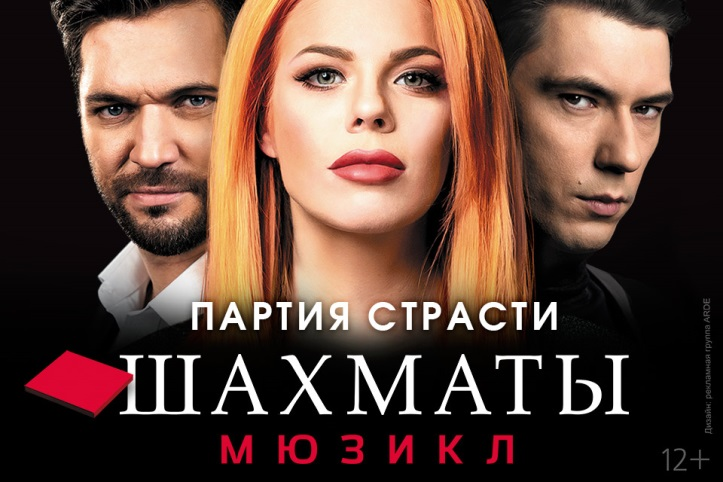 ПАРТИЯ СТРАСТИ
ШАХМАТЫ
МЮЗИКЛ
12+
Дизайн: рекламная группа ARDE